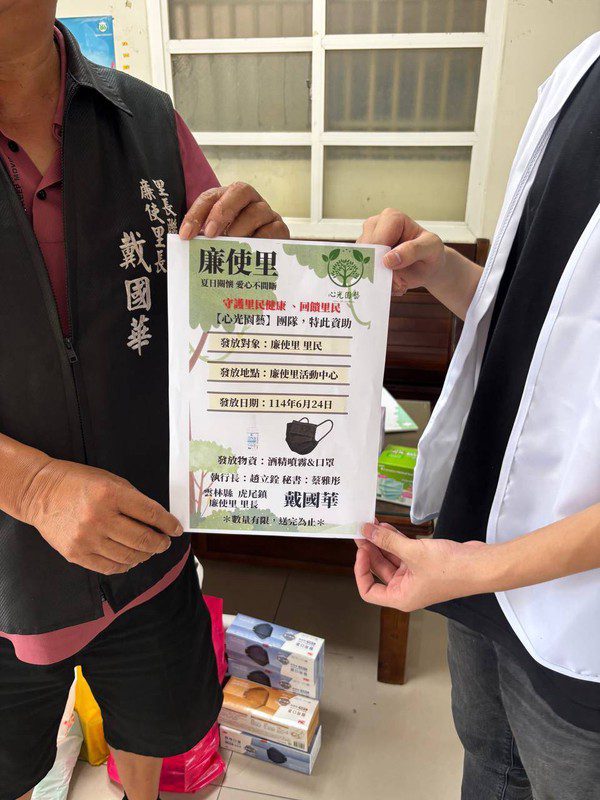 里長
廉使里長
戴國華
廉使里
夏日關懷 愛心不間斷
心光園藝
守護里民健康 、回饋里民
【心光園藝】團隊，特此資助
發放對象：廉使里 里民
發放地點：廉使里活動中心
發放日期：114年6月24日
發放物資：酒精噴霧&口罩
執行長：趙立銓 秘書：蔡雅彤
雲林縣 虎尾鎮
廉使里 里長
戴國華
＊數量有限，送完為止＊